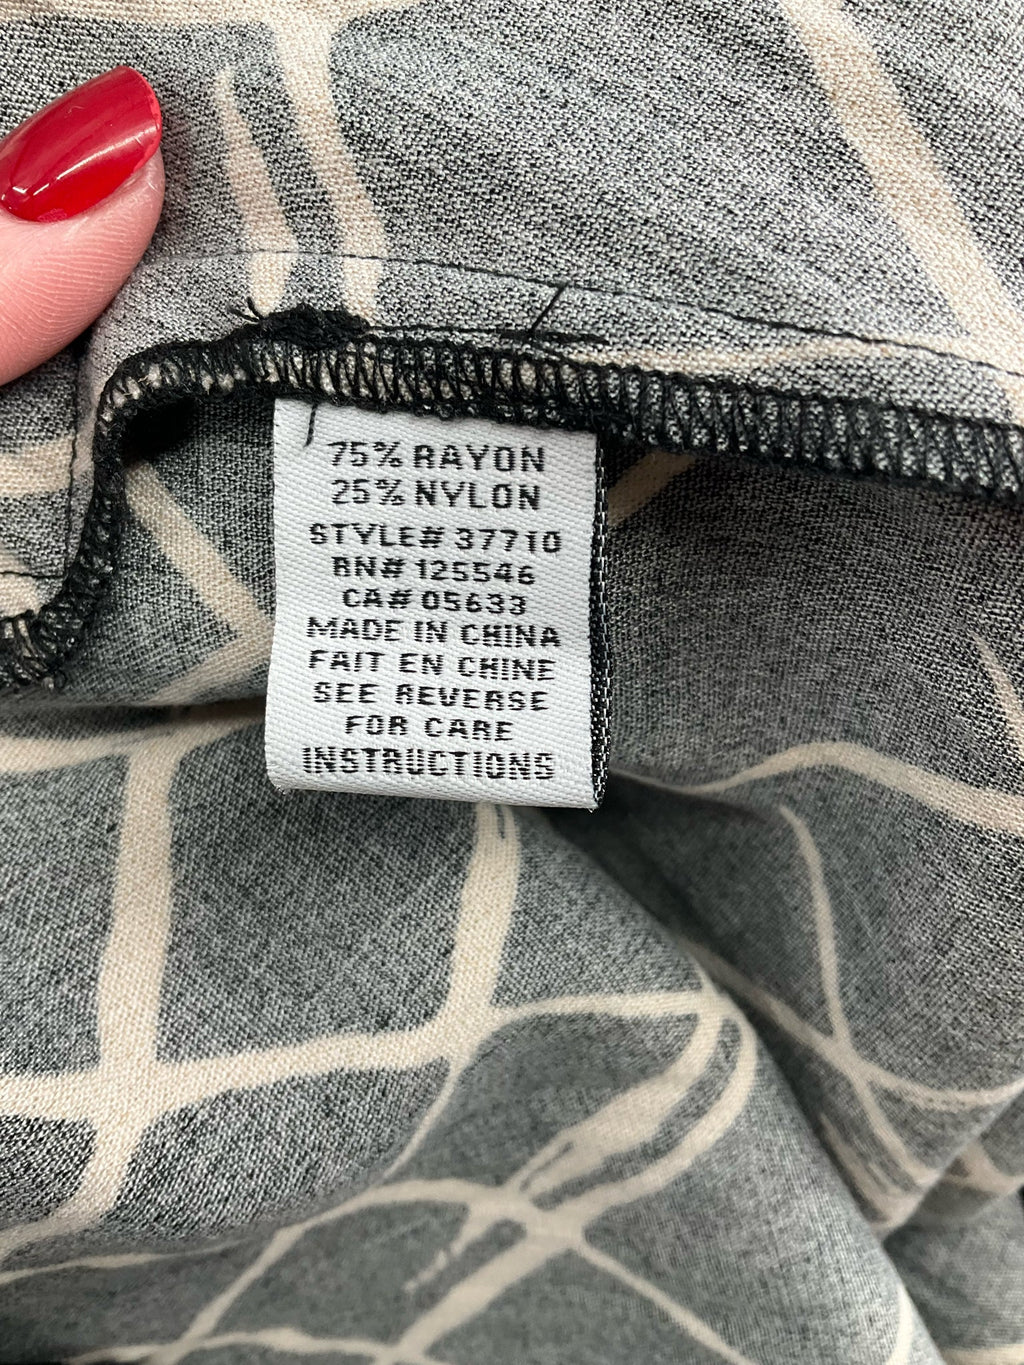 75% RAYON
25% NYLON
STYLE# 37710
RN# 125546
CA# 05633
MADE IN CHINA
FAIT EN CHINE
SEE REVERSE
FOR CARE
INSTRUCTIONS